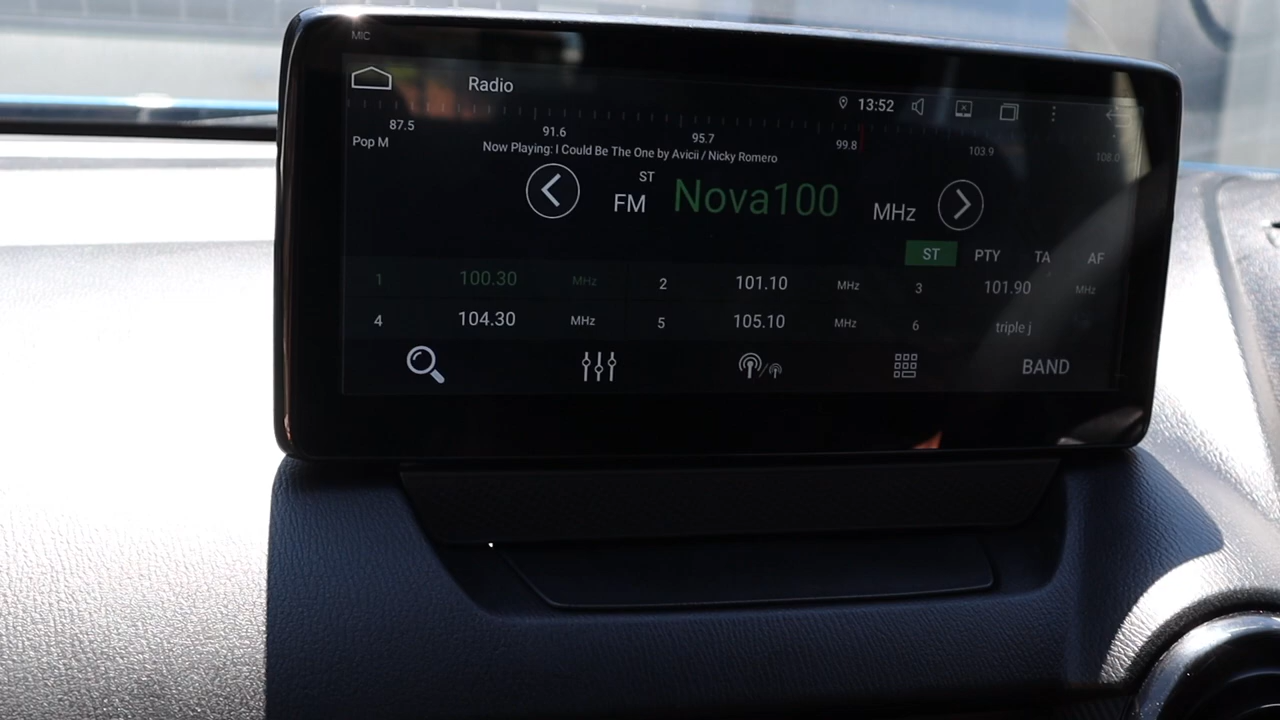 MIC
Radio
13:52
87.5 91.6 95.7 99.8 103.9 108.0
Pop M
Now Playing: I Could Be The One by Avicii / Nicky Romero
ST
FM Nova100 MHz
ST PTY TA AF
1 100.30 MHz 2 101.10 MHz 3 101.90 MHz
4 104.30 MHz 5 105.10 MHz 6 triple j
BAND